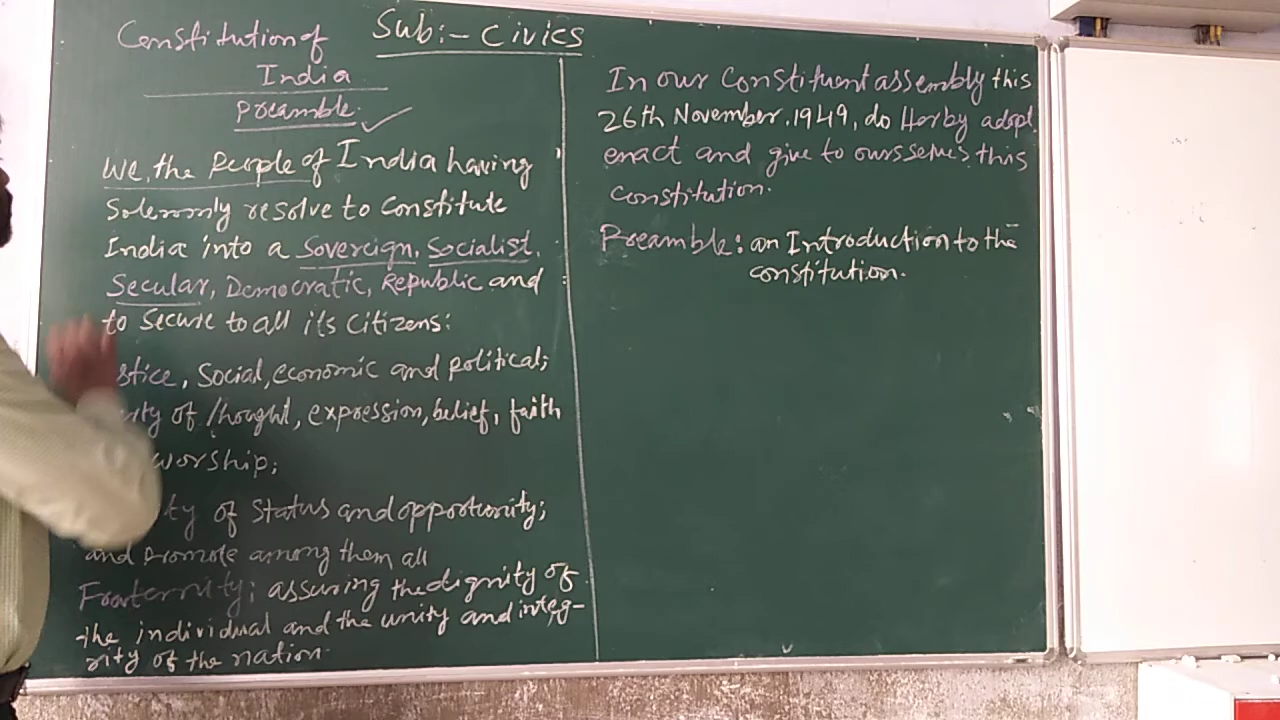 Constitution of
India
Sub:- Civics
Preamble.
We, the People of India having
Solemnly resolve to Constitute
India into a Sovereign, Socialist,
Secular, Democratic, Republic and
to Secure to all its Citizens:
stice, Social, economic and political;
ty of thought, expression, belief, faith
worship;
ty of Status and opportunity;
and Promote among them all
Fraternity; assuring the dignity of
the individual and the unity and integ-
rity of the nation.
In our Constituent assembly this
26th November, 1949, do Herby adopt
enact and give to oursselves this
constitution.
Preamble: an Introduction to the
constitution.